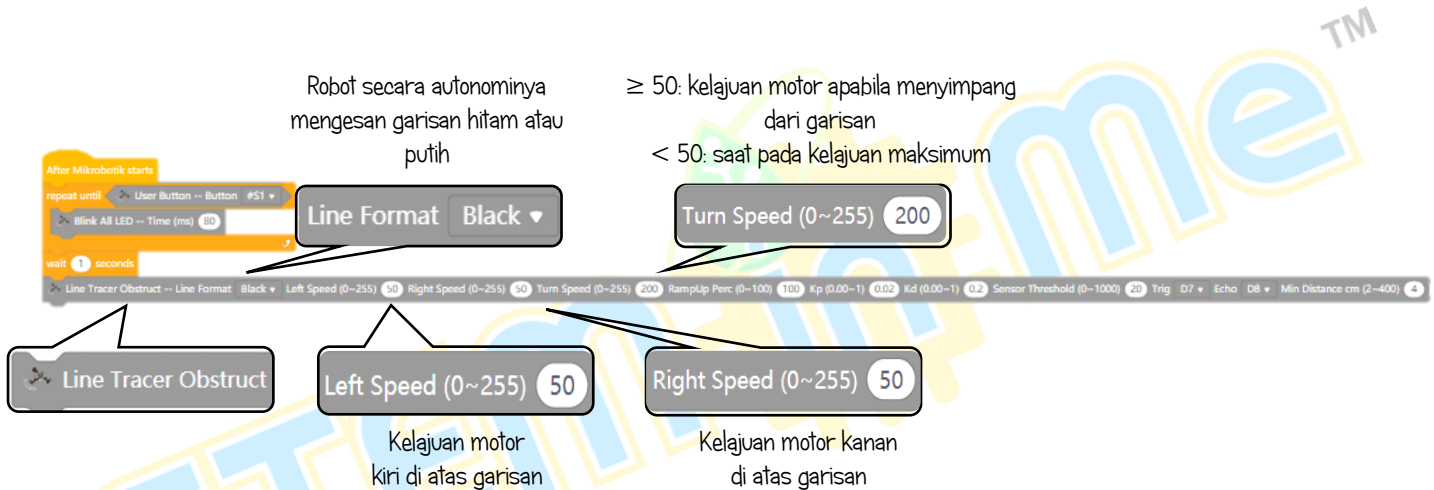 TM
Robot secara autonominya
mengesan garisan hitam atau
putih
≥ 50: kelajuan motor apabila menyimpang
dari garisan
< 50: saat pada kelajuan maksimum
After Mikrobotik starts
repeat until User Button -- Button #S1
Blink All LED -- Time (ms) 80
wait 1 seconds
Line Format Black
Turn Speed (0~255) 200
Line Tracer Obstruct -- Line Format Black Left Speed (0~255) 50 Right Speed (0~255) 50 Turn Speed (0~255) 200 RampUp Perc (0~100) 100 Kp (0.00~1) 0.02 Kd (0.00~1) 0.2 Sensor Threshold (0~1000) 20 Trig D7 Echo D8 Min Distance cm (2~400) 4
Line Tracer Obstruct
Left Speed (0~255) 50
Right Speed (0~255) 50
Kelajuan motor
kiri di atas garisan
Kelajuan motor kanan
di atas garisan